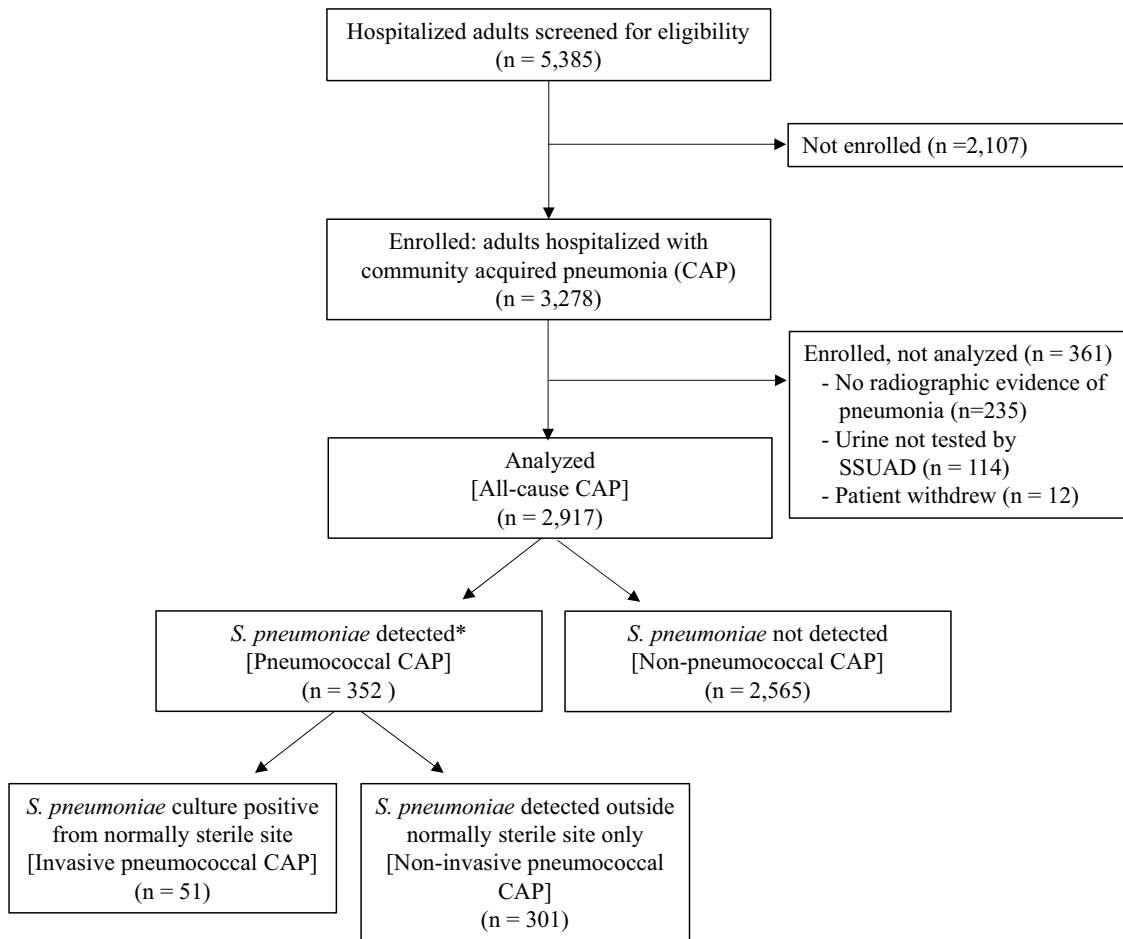 Hospitalized adults screened for eligibility
(n = 5,385)
Not enrolled (n =2,107)
Enrolled: adults hospitalized with
community acquired pneumonia (CAP)
(n = 3,278)
Enrolled, not analyzed (n = 361)
- No radiographic evidence of
pneumonia (n=235)
- Urine not tested by
SSUAD (n = 114)
- Patient withdrew (n = 12)
Analyzed
[All-cause CAP]
(n = 2,917)
S. pneumoniae detected*
[Pneumococcal CAP]
(n = 352 )
S. pneumoniae not detected
[Non-pneumococcal CAP]
(n = 2,565)
S. pneumoniae culture positive
from normally sterile site
[Invasive pneumococcal CAP]
(n = 51)
S. pneumoniae detected outside
normally sterile site only
[Non-invasive pneumococcal
CAP]
(n = 301)